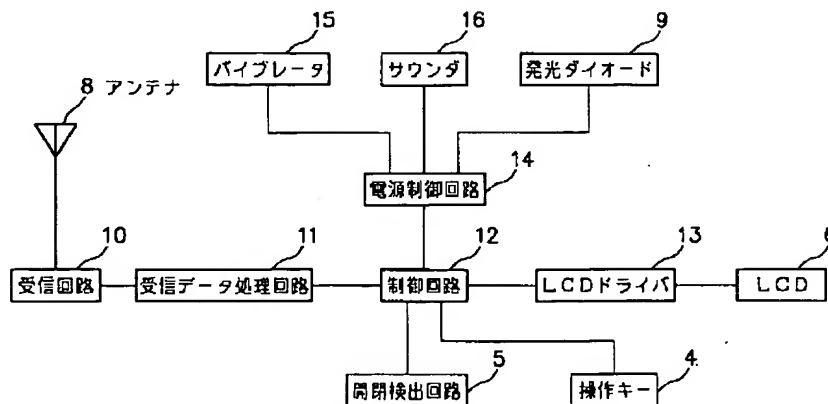 15
16
9
バイブレータ
サウンダ
発光ダイオード
8 アンテナ
電源制御回路
14
10
11
12
13
6
受信回路
受信データ処理回路
制御回路
LCDドライバ
LCD
5
4
開閉検出回路
操作キー